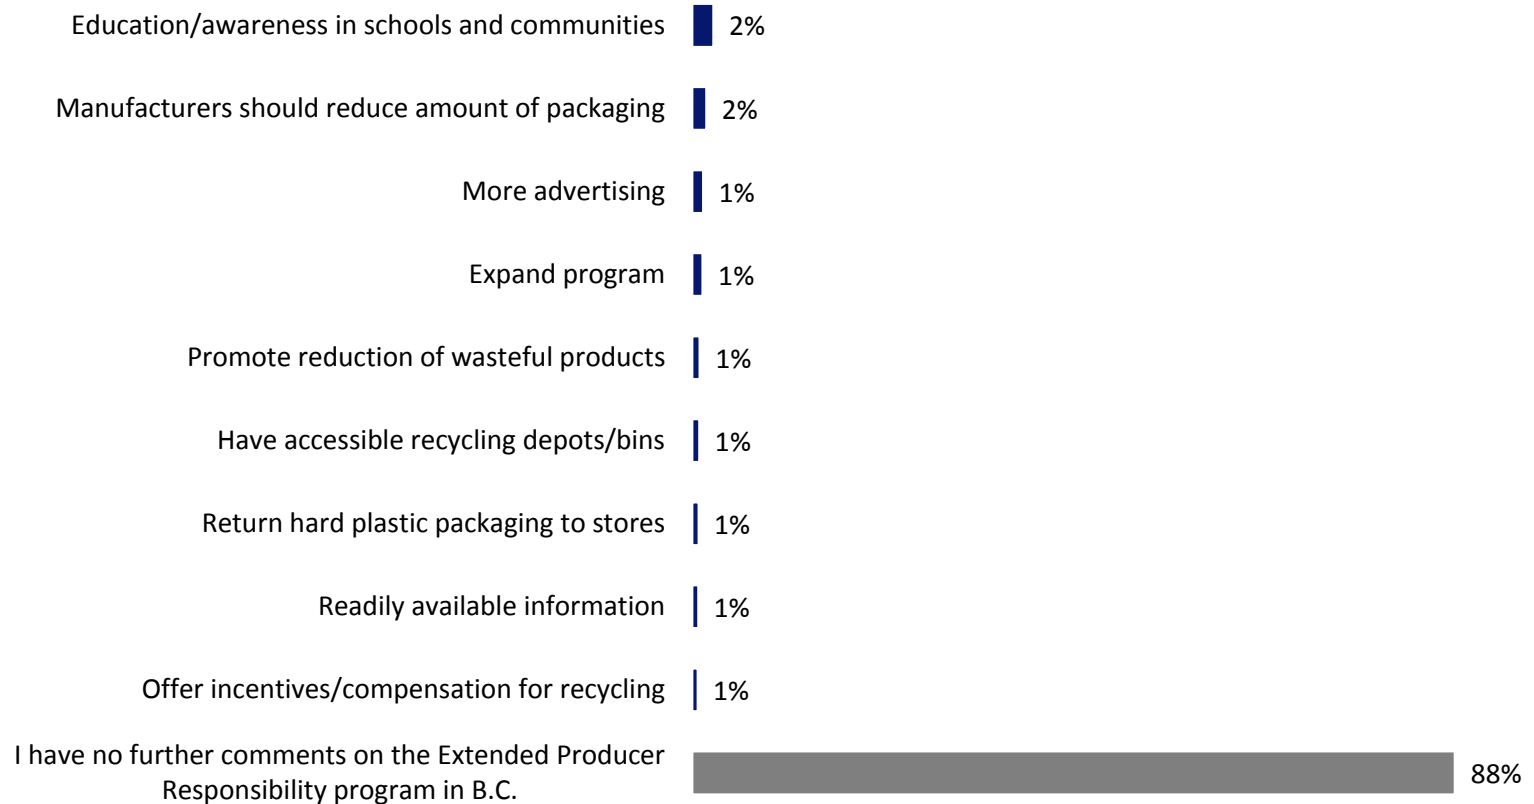 Education/awareness in schools and communities 2%
Manufacturers should reduce amount of packaging 2%
More advertising 1%
Expand program 1%
Promote reduction of wasteful products 1%
Have accessible recycling depots/bins 1%
Return hard plastic packaging to stores 1%
Readily available information 1%
Offer incentives/compensation for recycling 1%
I have no further comments on the Extended Producer
Responsibility program in B.C. 88%